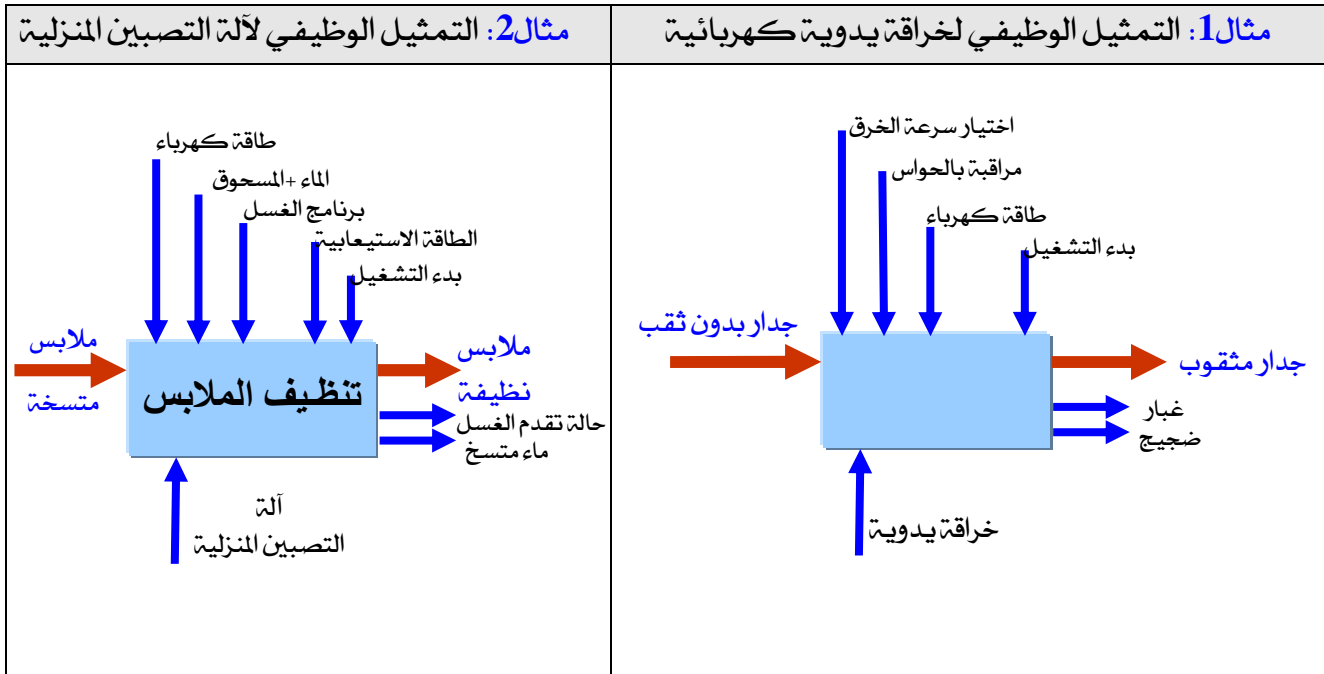 مثال1: التمثيل الوظيفي لخراقة يدوية كهربائية
اختيار سرعة الخرق
مراقبة بالحواس
طاقة كهرباء
بدء التشغيل
جدار بدون ثقب
جدار مثقوب
غبار
ضجيج
خراقة يدوية
مثال2: التمثيل الوظيفي لآلة التصبين المنزلية
طاقة كهرباء
الماء +المسحوق
برنامج الغسل
الطاقة الاستيعابية
بدء التشغيل
ملابس
متسخة
تنظيف الملابس
ملابس
نظيفة
حالة تقدم الغسل
ماء متسخ
آلة
التصبين المنزلية